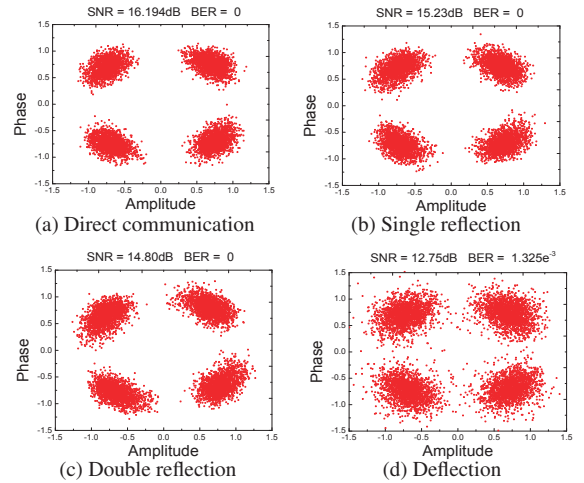 SNR = 16.194dB BER = 0
1.5
1.0
0.5
0.0
-0.5
-1.0
-1.5
Phase
-1.5 -1.0 -0.5 0.0 0.5 1.0 1.5
Amplitude
(a) Direct communication
SNR = 15.23dB BER = 0
1.5
1.0
0.5
0.0
-0.5
-1.0
-1.5
Phase
-1.5 -1.0 -0.5 0.0 0.5 1.0 1.5
Amplitude
(b) Single reflection
SNR = 14.80dB BER = 0
1.5
1.0
0.5
0.0
-0.5
-1.0
-1.5
Phase
-1.5 -1.0 -0.5 0.0 0.5 1.0 1.5
Amplitude
(c) Double reflection
SNR = 12.75dB BER = 1.325e⁻³
1.5
1.0
0.5
0.0
-0.5
-1.0
-1.5
Phase
-1.5 -1.0 -0.5 0.0 0.5 1.0 1.5
Amplitude
(d) Deflection